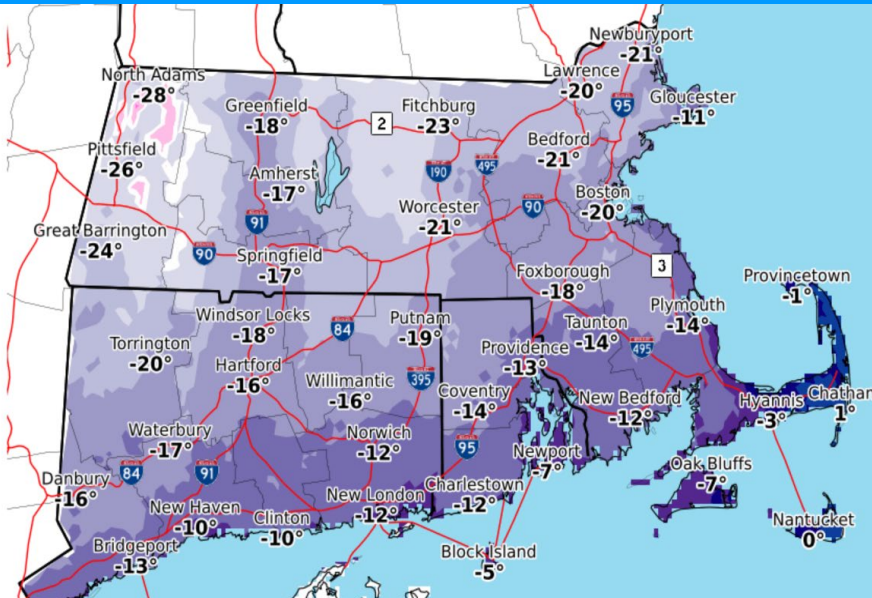 Newburyport
-21°
North Adams
-28°
Lawrence
-20°
95
Gloucester
-11°
Greenfield
-18°
2
Fitchburg
-23°
Bedford
-21°
Pittsfield
-26°
Amherst
-17°
190
495
Boston
-20°
Worcester
-21°
90
91
Great Barrington
-24°
90
Springfield
-17°
3
Foxborough
-18°
Provincetown
-1°
Plymouth
-14°
Windsor Locks
-18°
84
Putnam
-19°
Taunton
-14°
495
Torrington
-20°
Providence
-13°
Hartford
-16°
Willimantic
-16°
395
Coventry
-14°
New Bedford
-12°
Hyannis
-3°
Chatham
1°
Waterbury
-17°
Norwich
-12°
95
Newport
-7°
Oak Bluffs
-7°
84
91
Danbury
-16°
New Haven
-10°
Clinton
-10°
New London
-12°
Charlestown
-12°
Nantucket
0°
Bridgeport
-13°
Block Island
-5°